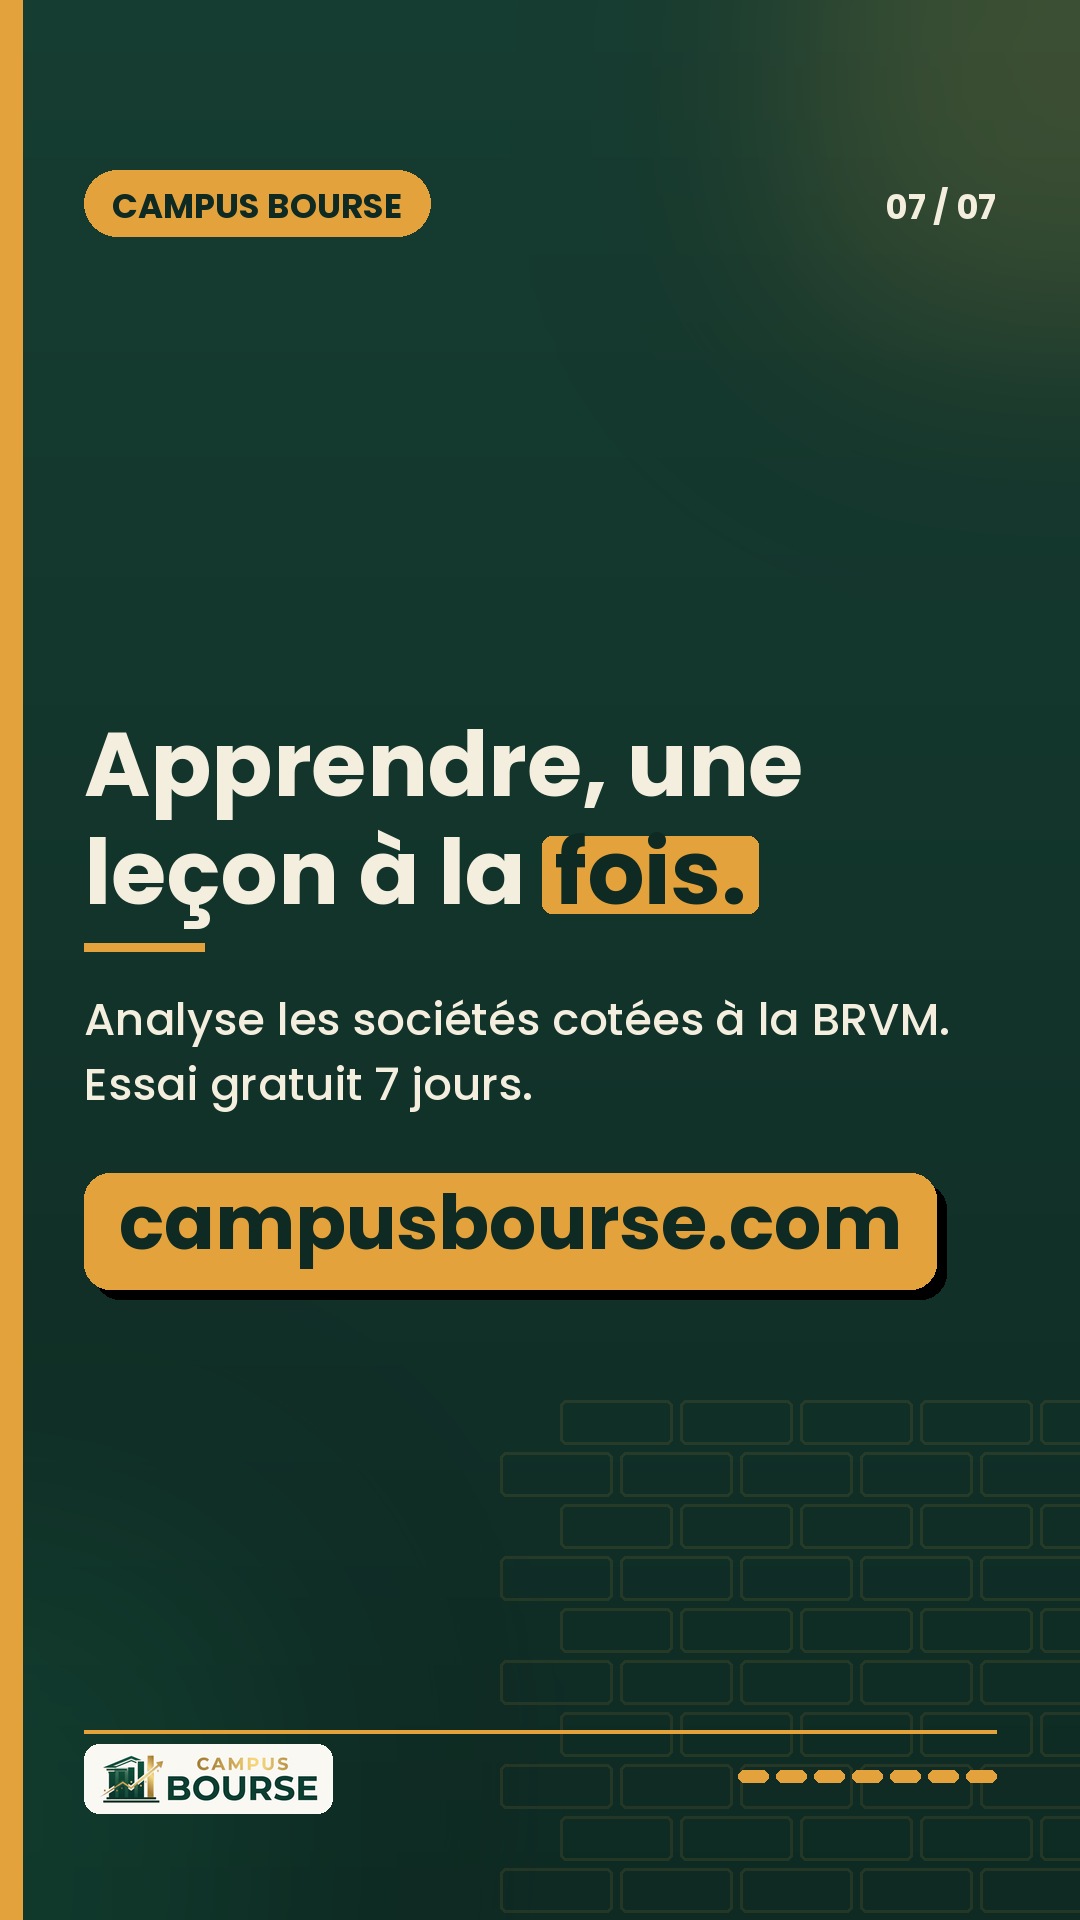 CAMPUS BOURSE
07 / 07
Apprendre, une
leçon à la fois.
Analyse les sociétés cotées à la BRVM.
Essai gratuit 7 jours.
campusbourse.com
CAMPUS
BOURSE